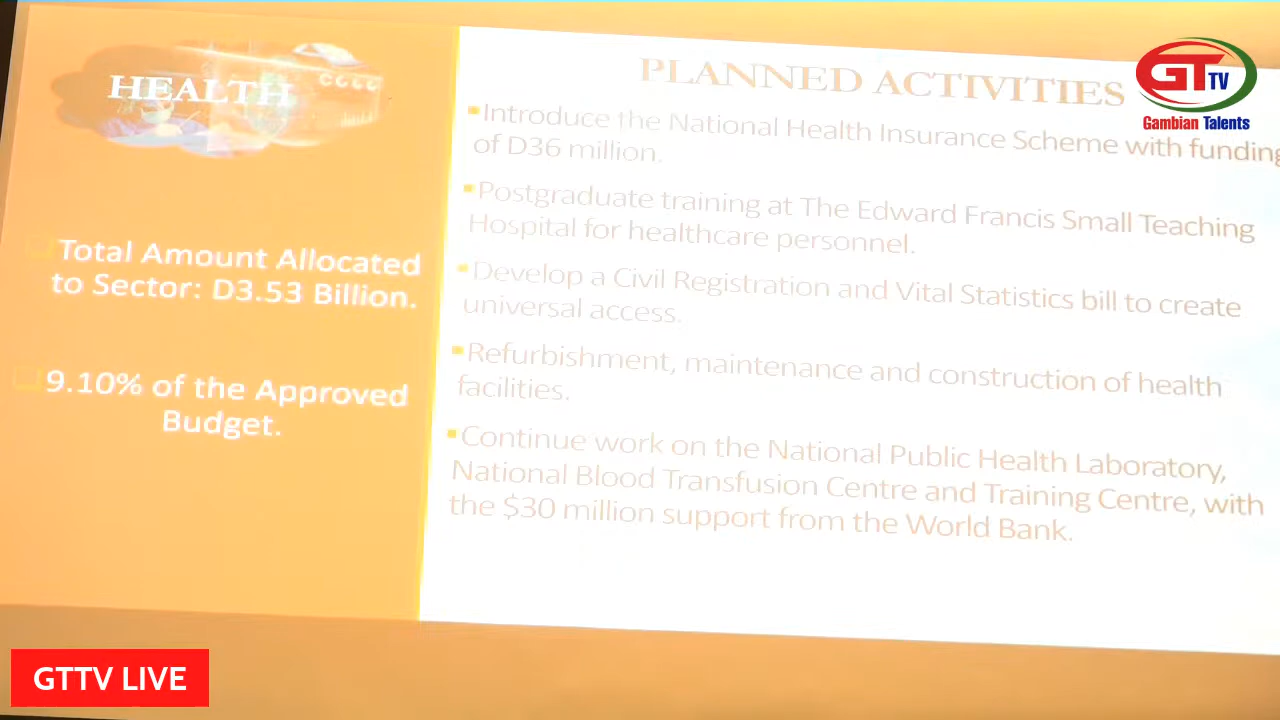 HEALTH
Total Amount Allocated
to Sector: D3.53 Billion.
9.10% of the Approved
Budget.
PLANNED ACTIVITIES
Introduce the National Health Insurance Scheme with funding
of D36 million.
Postgraduate training at The Edward Francis Small Teaching
Hospital for healthcare personnel.
Develop a Civil Registration and Vital Statistics bill to create
universal access.
Refurbishment, maintenance and construction of health
facilities.
Continue work on the National Public Health Laboratory,
National Blood Transfusion Centre and Training Centre, with
the $30 million support from the World Bank.
GT TV
Gambian Talents
GTTV LIVE